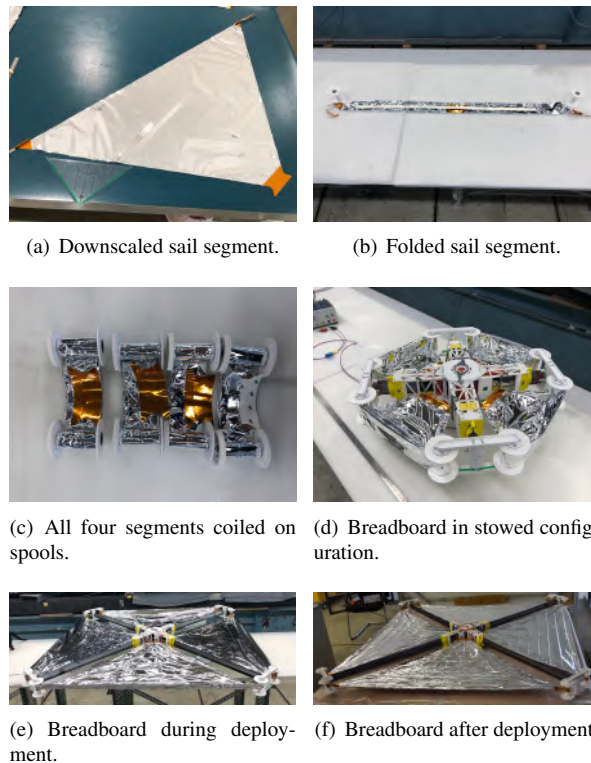 (a) Downscaled sail segment.
(b) Folded sail segment.
(c) All four segments coiled on
spools.
(d) Breadboard in stowed config
uration.
(e) Breadboard during deploy-
ment.
(f) Breadboard after deployment